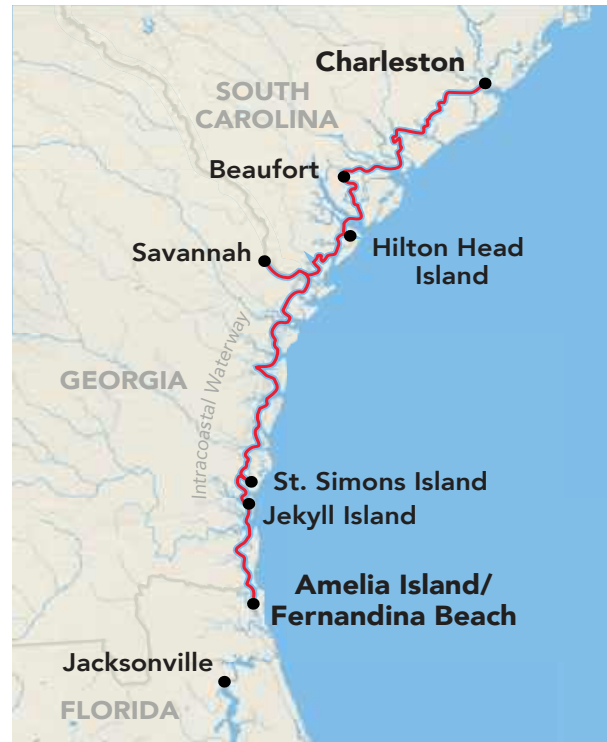 Charleston
SOUTH
CAROLINA
Beaufort
Hilton Head
Island
Savannah
Intracoastal Waterway
GEORGIA
St. Simons Island
Jekyll Island
Amelia Island/
Fernandina Beach
Jacksonville
FLORIDA